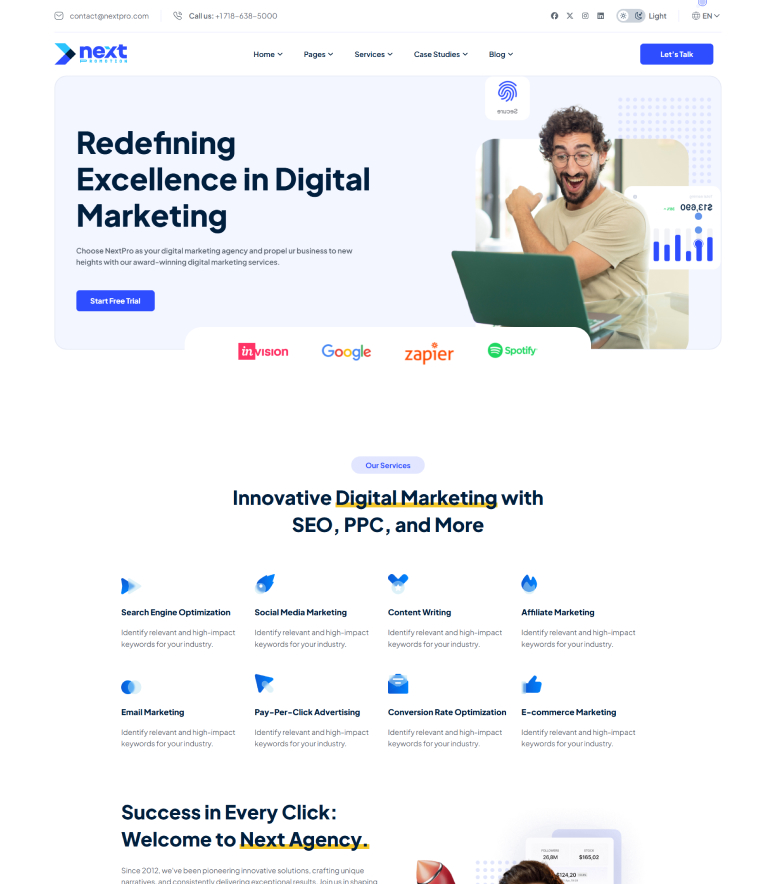 contact@nextpro.com
Call us: +1 718-638-5000
Light
EN
next
PROMOTION
Home
Pages
Services
Case Studies
Blog
Let's Talk
Secure
Redefining
Excellence in Digital
Marketing
$13,690
Choose NextPro as your digital marketing agency and propel ur business to new
heights with our award-winning digital marketing services.
Start Free Trial
invision
Google
zapier
Spotify
Our Services
Innovative Digital Marketing with
SEO, PPC, and More
Search Engine Optimization
Identify relevant and high-impact
keywords for your industry.
Social Media Marketing
Identify relevant and high-impact
keywords for your industry.
Content Writing
Identify relevant and high-impact
keywords for your industry.
Affiliate Marketing
Identify relevant and high-impact
keywords for your industry.
Email Marketing
Identify relevant and high-impact
keywords for your industry.
Pay-Per-Click Advertising
Identify relevant and high-impact
keywords for your industry.
Conversion Rate Optimization
Identify relevant and high-impact
keywords for your industry.
E-commerce Marketing
Identify relevant and high-impact
keywords for your industry.
Success in Every Click:
Welcome to Next Agency.
FOLLOWERS
26,8M
STOCK
$165,02
$124,20
Since 2012, we've been pioneering innovative solutions, crafting unique
narratives, and consistently delivering exceptional results. Join us in shaping